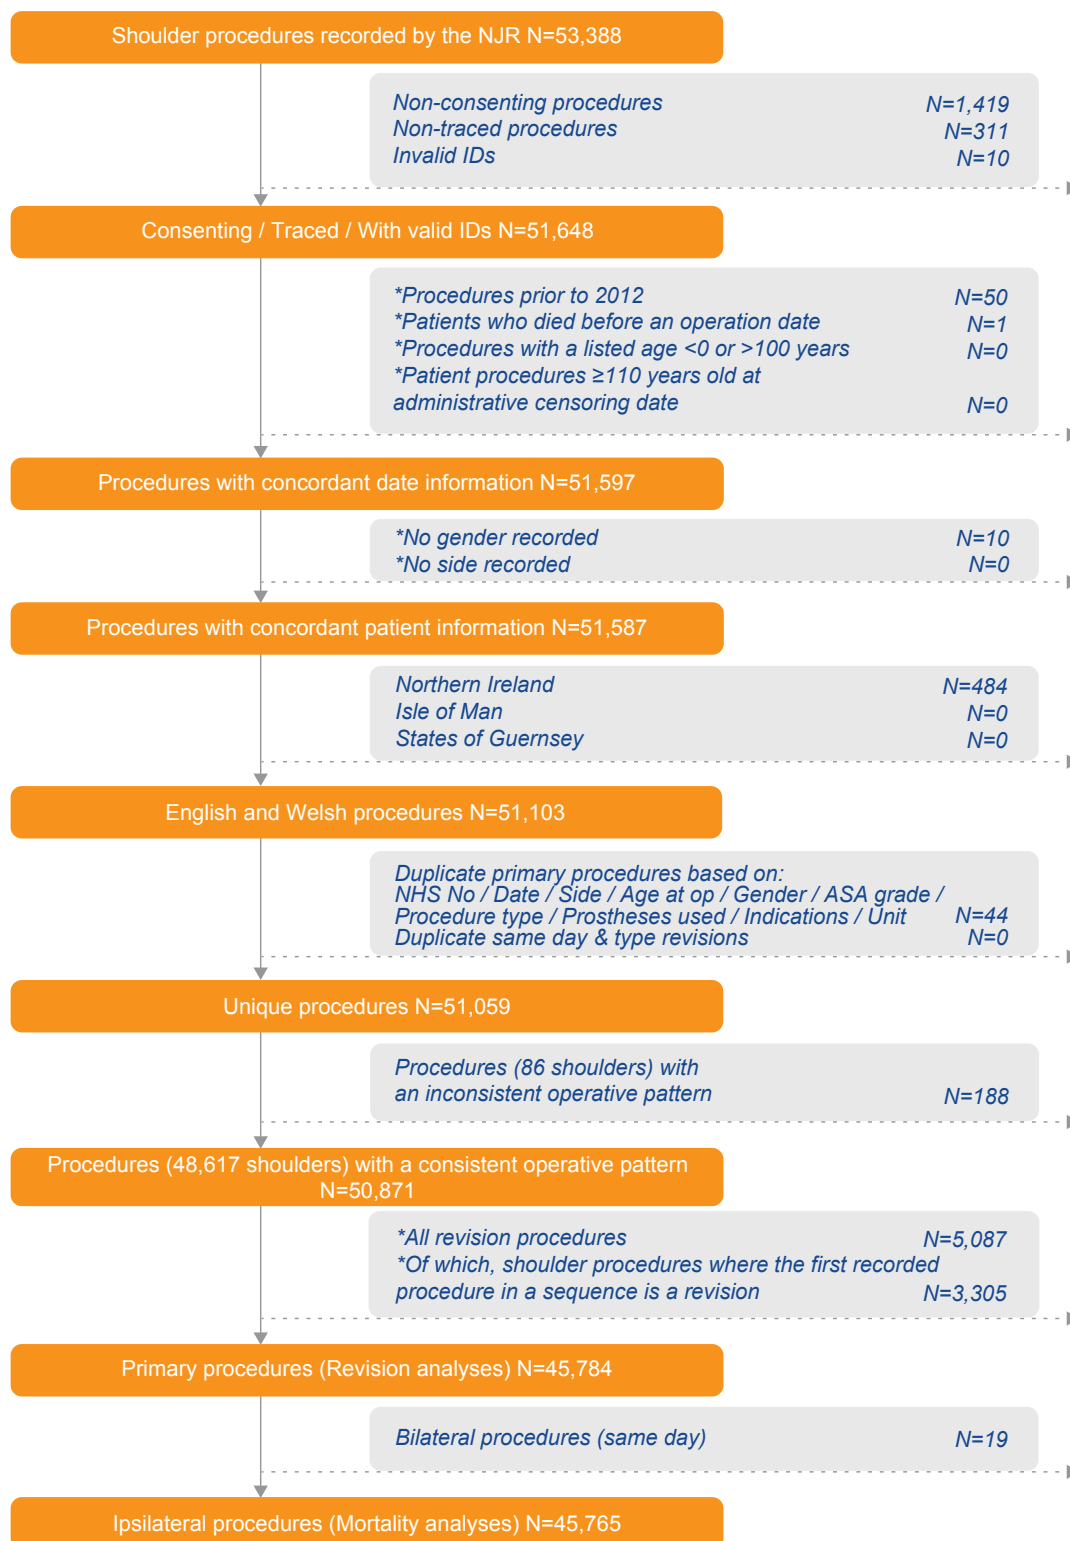 Shoulder procedures recorded by the NJR N=53,388
Non-consenting procedures N=1,419
Non-traced procedures N=311
Invalid IDs N=10
Consenting / Traced / With valid IDs N=51,648
*Procedures prior to 2012 N=50
*Patients who died before an operation date N=1
*Procedures with a listed age <0 or >100 years N=0
*Patient procedures ≥110 years old at
administrative censoring date N=0
Procedures with concordant date information N=51,597
*No gender recorded N=10
*No side recorded N=0
Procedures with concordant patient information N=51,587
Northern Ireland N=484
Isle of Man N=0
States of Guernsey N=0
English and Welsh procedures N=51,103
Duplicate primary procedures based on:
NHS No / Date / Side / Age at op / Gender / ASA grade /
Procedure type / Prostheses used / Indications / Unit N=44
Duplicate same day & type revisions N=0
Unique procedures N=51,059
Procedures (86 shoulders) with
an inconsistent operative pattern N=188
Procedures (48,617 shoulders) with a consistent operative pattern
N=50,871
*All revision procedures N=5,087
*Of which, shoulder procedures where the first recorded
procedure in a sequence is a revision N=3,305
Primary procedures (Revision analyses) N=45,784
Bilateral procedures (same day) N=19
Ipsilateral procedures (Mortality analyses) N=45,765